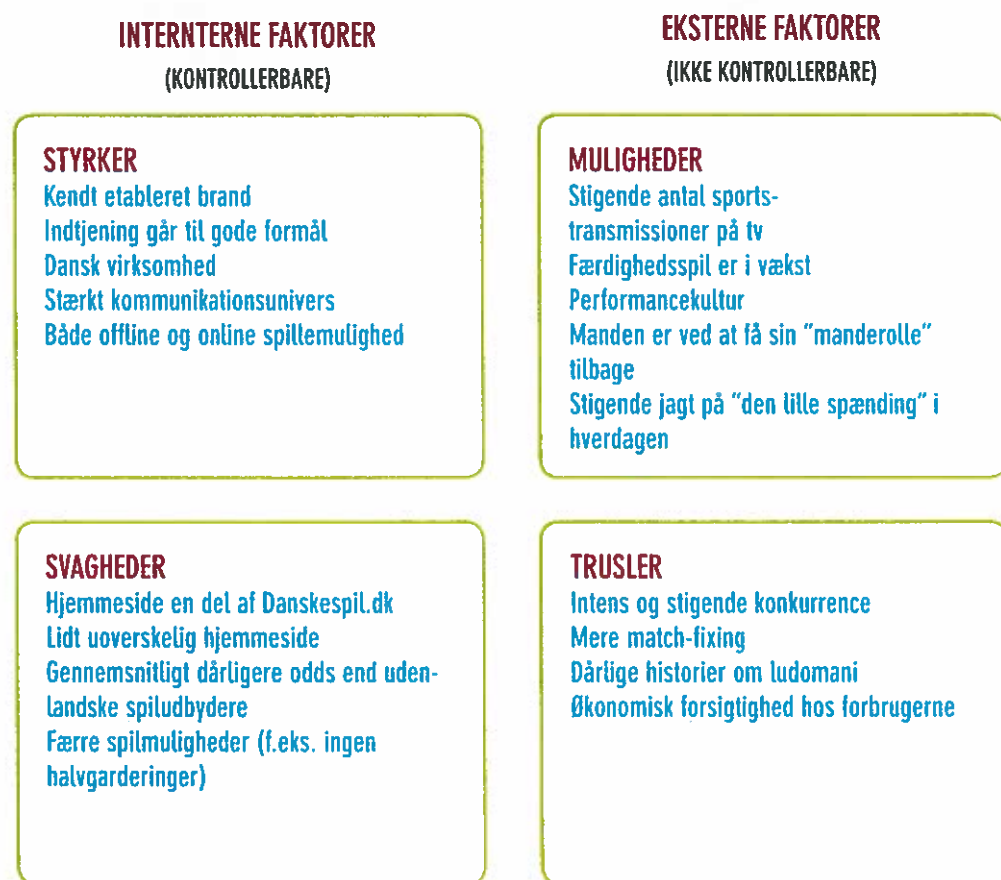 INTERNTERNE FAKTORER
(KONTROLLERBARE)
EKSTERNE FAKTORER
(IKKE KONTROLLERBARE)
STYRKER
Kendt etableret brand
Indtjening går til gode formål
Dansk virksomhed
Stærkt kommunikationsunivers
Både offline og online spillemulighed
MULIGHEDER
Stigende antal sports-
transmissioner på tv
Færdighedsspil er i vækst
Performancekultur
Manden er ved at få sin "manderolle"
tilbage
Stigende jagt på "den lille spænding" i
hverdagen
SVAGHEDER
Hjemmeside en del af Danskespil.dk
Lidt uoverskelig hjemmeside
Gennemsnitligt dårligere odds end uden-
landske spiludbydere
Færre spilmuligheder (f.eks. ingen
halvgarderinger)
TRUSLER
Intens og stigende konkurrence
Mere match-fixing
Dårlige historier om ludomani
Økonomisk forsigtighed hos forbrugerne